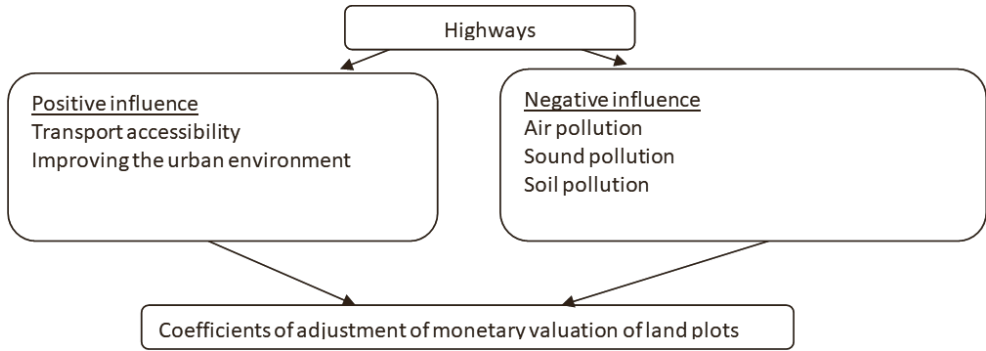 Highways
Positive influence
Transport accessibility
Improving the urban environment
Negative influence
Air pollution
Sound pollution
Soil pollution
Coefficients of adjustment of monetary valuation of land plots